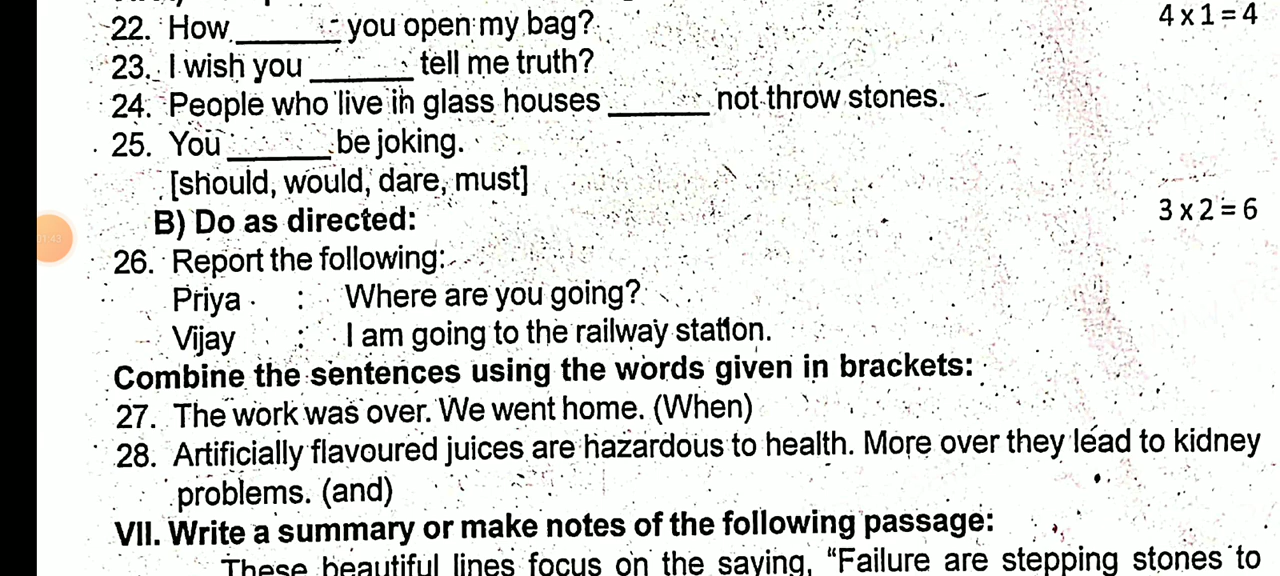 4 x 1 = 4
22. How ______ you open my bag?
23. I wish you ______ tell me truth?
24. People who live in glass houses ______ not throw stones.
25. You ______ be joking.
[should, would, dare, must]
B) Do as directed:
3 x 2 = 6
26. Report the following:
Priya : Where are you going?
Vijay : I am going to the railway station.
Combine the sentences using the words given in brackets:
27. The work was over. We went home. (When)
28. Artificially flavoured juices are hazardous to health. More over they lead to kidney
problems. (and)
VII. Write a summary or make notes of the following passage:
These beautiful lines focus on the saying, “Failure are stepping stones to